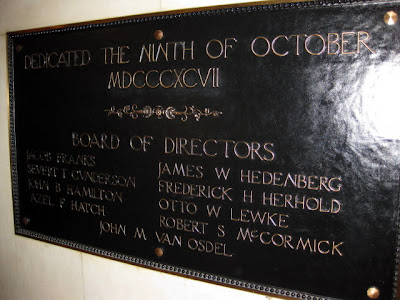 DEDICATED THE NINTH OF OCTOBER
MDCCCXCVII
BOARD OF DIRECTORS
JACOB FRANKS
SEVERT T GUNDERSON
JOHN B HAMILTON
AZEL F HATCH
JAMES W HEDENBERG
FREDERICK H HERHOLD
OTTO W LEWKE
ROBERT S MCCORMICK
JOHN M VAN OSDEL